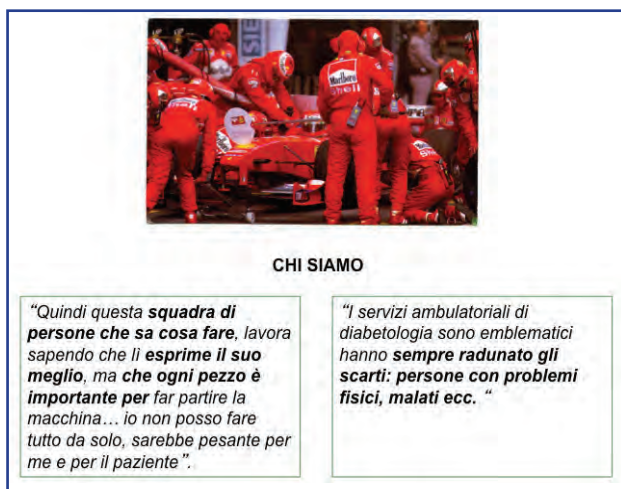 SIE
Marlboro
Shell
CHI SIAMO
“Quindi questa squadra di
persone che sa cosa fare, lavora
sapendo che lì esprime il suo
meglio, ma che ogni pezzo è
importante per far partire la
macchina… io non posso fare
tutto da solo, sarebbe pesante per
me e per il paziente”.
“I servizi ambulatoriali di
diabetologia sono emblematici
hanno sempre radunato gli
scarti: persone con problemi
fisici, malati ecc. “